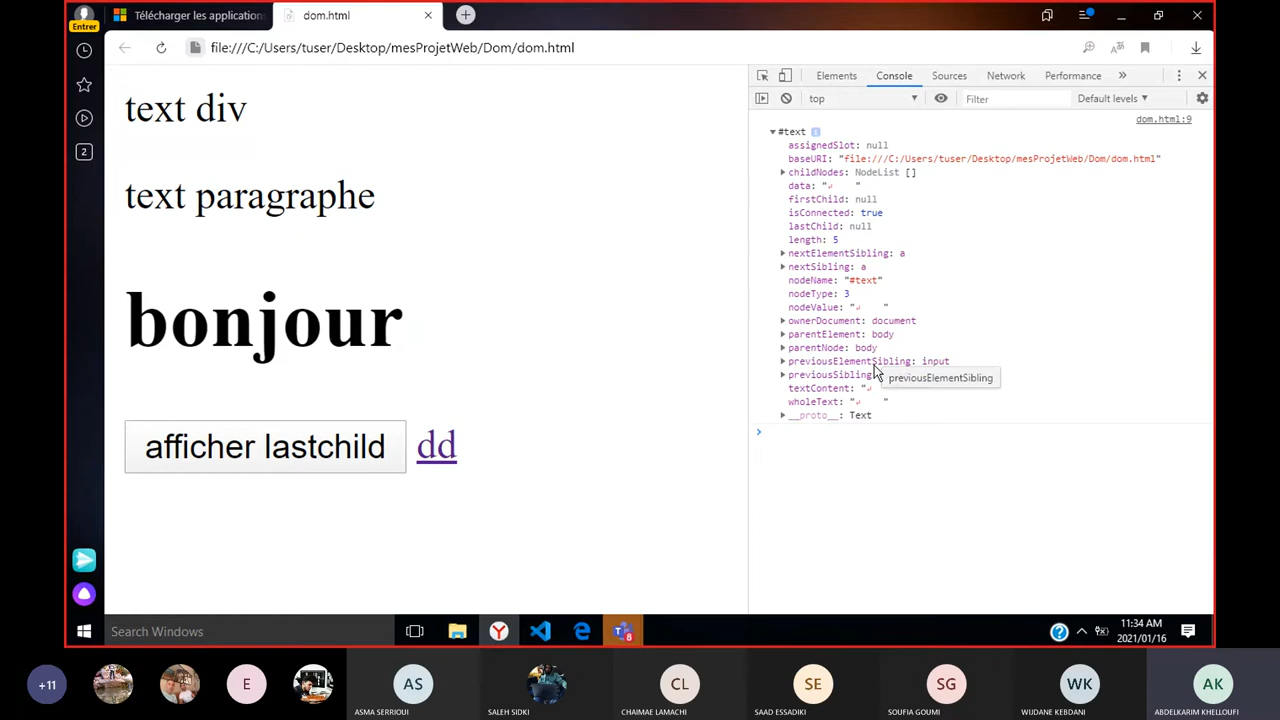 Télécharger les applications
dom.html
Entrer
file:///C:/Users/tuser/Desktop/mesProjetWeb/Dom/dom.html
2
text div
text paragraphe
bonjour
afficher lastchild dd
Elements Console Sources Network Performance »
top Filter Default levels
dom.html:9
#text i
assignedSlot: null
baseURI: "file:///C:/Users/tuser/Desktop/mesProjetWeb/Dom/dom.html"
childNodes: NodeList []
data: "↲ "
firstChild: null
isConnected: true
lastChild: null
length: 5
nextElementSibling: a
nextSibling: a
nodeName: "#text"
nodeType: 3
nodeValue: "↲ "
ownerDocument: document
parentElement: body
parentNode: body
previousElementSibling: input
previousSibling
previousElementSibling
textContent: "↲
wholeText: "↲ "
__proto__: Text
Search Windows
8
11:34 AM
2021/01/16
+11
E
AS
ASMA SERRIOUI
SALEH SIDKI
CL
CHAIMAE LAMACHI
SE
SAAD ESSADIKI
SG
SOUFIA GOUMI
WK
WIJDANE KEBDANI
AK
ABDELKARIM KHELLOUFI